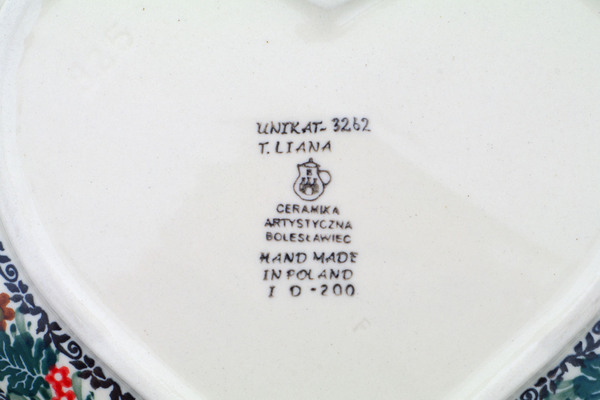 UNIKAT-3262
T. LIANA
B
CERAMIKA
ARTYSTYCZNA
BOLESŁAWIEC
HAND MADE
IN POLAND
I D-200